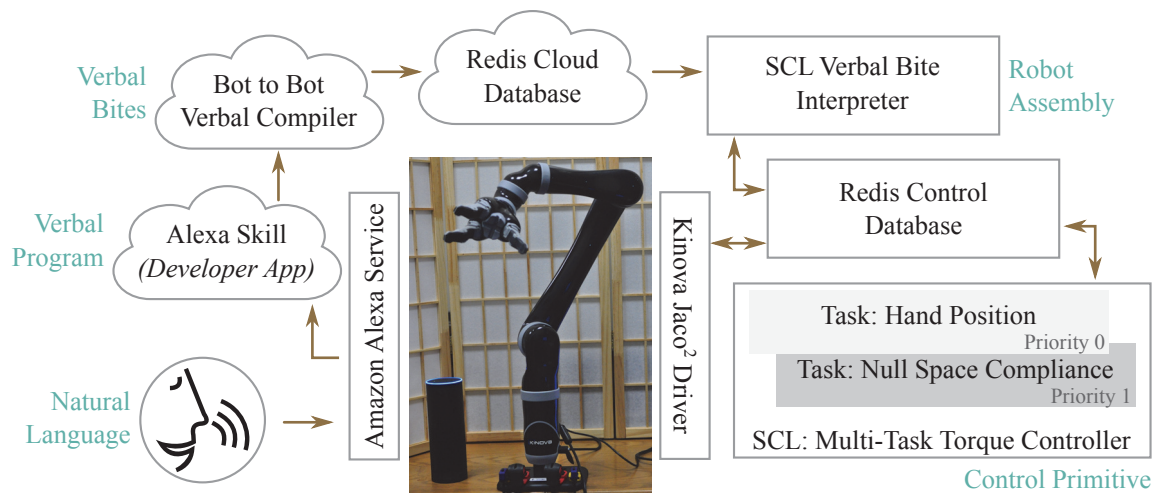 Verbal
Bites
Bot to Bot
Verbal Compiler
Redis Cloud
Database
SCL Verbal Bite
Interpreter
Robot
Assembly
Verbal
Program
Alexa Skill
(Developer App)
Amazon Alexa Service
KINOVA
Kinova Jaco² Driver
Redis Control
Database
Natural
Language
Task: Hand Position
Priority 0
Task: Null Space Compliance
Priority 1
SCL: Multi-Task Torque Controller
Control Primitive